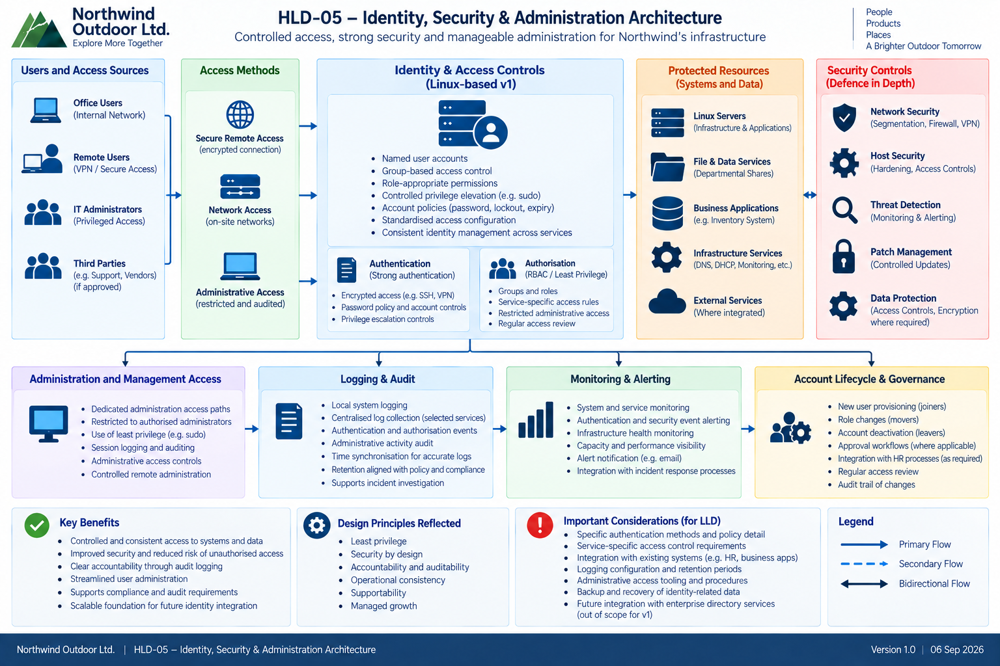 Northwind
Outdoor Ltd.
Explore More Together
HLD-05 – Identity, Security & Administration Architecture
Controlled access, strong security and manageable administration for Northwind's infrastructure
People
Products
Places
A Brighter Outdoor Tomorrow
Users and Access Sources
Office Users
(Internal Network)
Remote Users
(VPN / Secure Access)
IT Administrators
(Privileged Access)
Third Parties
(e.g. Support, Vendors)
(if approved)
Access Methods
Secure Remote Access
(encrypted connection)
Network Access
(on-site networks)
Administrative Access
(restricted and audited)
Identity & Access Controls
(Linux-based v1)
• Named user accounts
• Group-based access control
• Role-appropriate permissions
• Controlled privilege elevation (e.g. sudo)
• Account policies (password, lockout, expiry)
• Standardised access configuration
• Consistent identity management across services
Authentication
(Strong authentication)
• Encrypted access (e.g. SSH, VPN)
• Password policy and account controls
• Privilege escalation controls
Authorisation
(RBAC / Least Privilege)
• Groups and roles
• Service-specific access rules
• Restricted administrative access
• Regular access review
Protected Resources
(Systems and Data)
Linux Servers
(Infrastructure & Applications)
File & Data Services
(Departmental Shares)
Business Applications
(e.g. Inventory System)
Infrastructure Services
(DNS, DHCP, Monitoring, etc.)
External Services
(Where integrated)
Security Controls
(Defence in Depth)
Network Security
(Segmentation, Firewall, VPN)
Host Security
(Hardening, Access Controls)
Threat Detection
(Monitoring & Alerting)
Patch Management
(Controlled Updates)
Data Protection
(Access Controls, Encryption
where required)
Administration and Management Access
• Dedicated administration access paths
• Restricted to authorised administrators
• Use of least privilege (e.g. sudo)
• Session logging and auditing
• Administrative access controls
• Controlled remote administration
Logging & Audit
• Local system logging
• Centralised log collection (selected services)
• Authentication and authorisation events
• Administrative activity audit
• Time synchronisation for accurate logs
• Retention aligned with policy and compliance
• Supports incident investigation
Monitoring & Alerting
• System and service monitoring
• Authentication and security event alerting
• Infrastructure health monitoring
• Capacity and performance visibility
• Alert notification (e.g. email)
• Integration with incident response processes
Account Lifecycle & Governance
• New user provisioning (joiners)
• Role changes (movers)
• Account deactivation (leavers)
• Approval workflows (where applicable)
• Integration with HR processes (as required)
• Regular access review
• Audit trail of changes
Key Benefits
• Controlled and consistent access to systems and data
• Improved security and reduced risk of unauthorised access
• Clear accountability through audit logging
• Streamlined user administration
• Supports compliance and audit requirements
• Scalable foundation for future identity integration
Design Principles Reflected
• Least privilege
• Security by design
• Accountability and auditability
• Operational consistency
• Supportability
• Managed growth
Important Considerations (for LLD)
• Specific authentication methods and policy detail
• Service-specific access control requirements
• Integration with existing systems (e.g. HR, business apps)
• Logging configuration and retention periods
• Administrative access tooling and procedures
• Backup and recovery of identity-related data
• Future integration with enterprise directory services
(out of scope for v1)
Legend
Primary Flow
Secondary Flow
Bidirectional Flow
Northwind Outdoor Ltd. | HLD-05 – Identity, Security & Administration Architecture
Version 1.0 | 06 Sep 2026